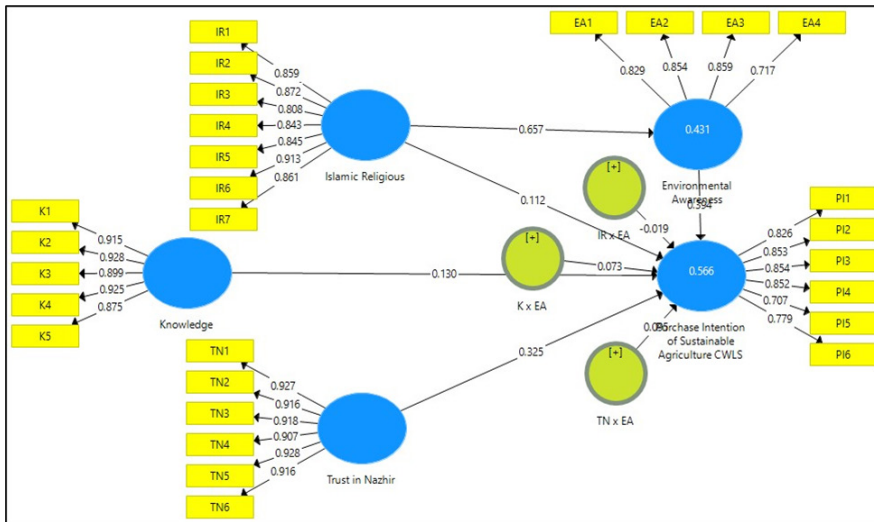 EA1
EA2
EA3
EA4
0.829
0.854
0.859
0.717
0.431
Environmental
Awareness
IR1
IR2
IR3
IR4
IR5
IR6
IR7
0.859
0.872
0.808
0.843
0.845
0.913
0.861
Islamic Religious
0.657
0.112
[+]
IR x EA
-0.019
0.394
K1
K2
K3
K4
K5
0.915
0.928
0.899
0.925
0.875
Knowledge
0.130
[+]
K x EA
0.073
0.566
Purchase Intention
of Sustainable
Agriculture CWLS
PI1
PI2
PI3
PI4
PI5
PI6
0.826
0.853
0.854
0.852
0.707
0.779
TN1
TN2
TN3
TN4
TN5
TN6
0.927
0.916
0.918
0.907
0.928
0.916
Trust in Nazhir
0.325
[+]
TN x EA